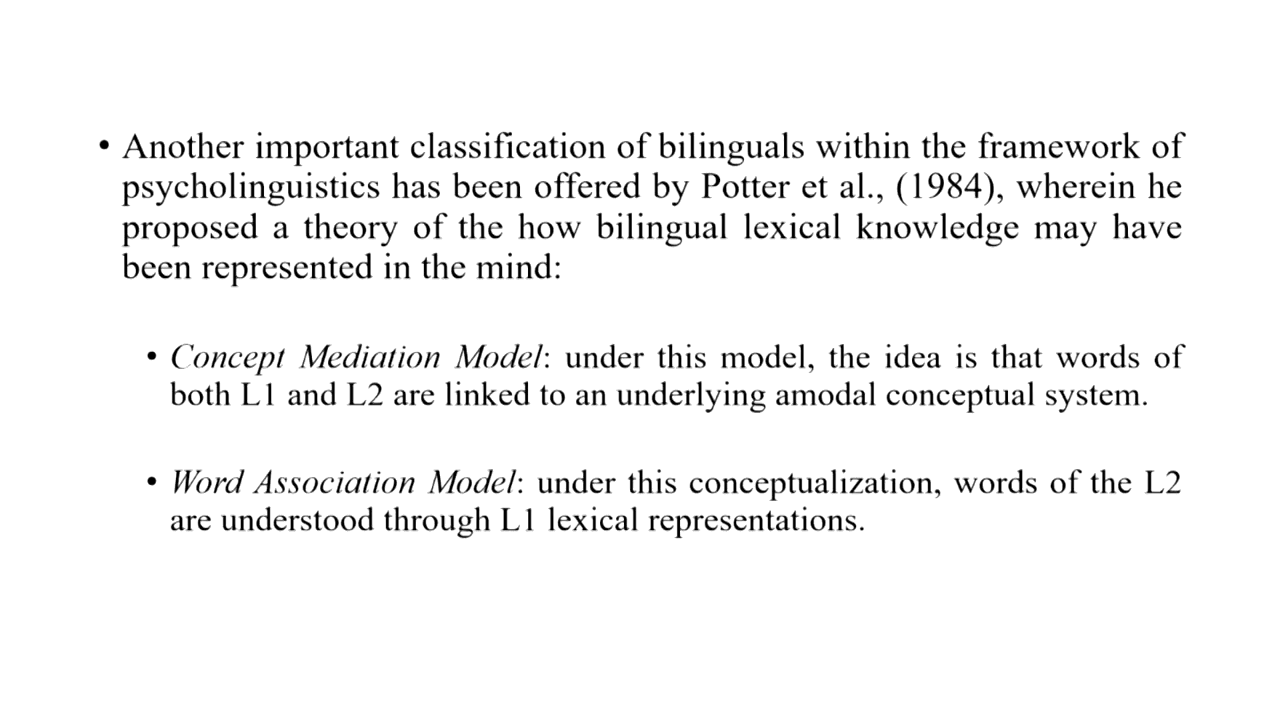 • Another important classification of bilinguals within the framework of
psycholinguistics has been offered by Potter et al., (1984), wherein he
proposed a theory of the how bilingual lexical knowledge may have
been represented in the mind:
• Concept Mediation Model: under this model, the idea is that words of
both L1 and L2 are linked to an underlying amodal conceptual system.
• Word Association Model: under this conceptualization, words of the L2
are understood through L1 lexical representations.